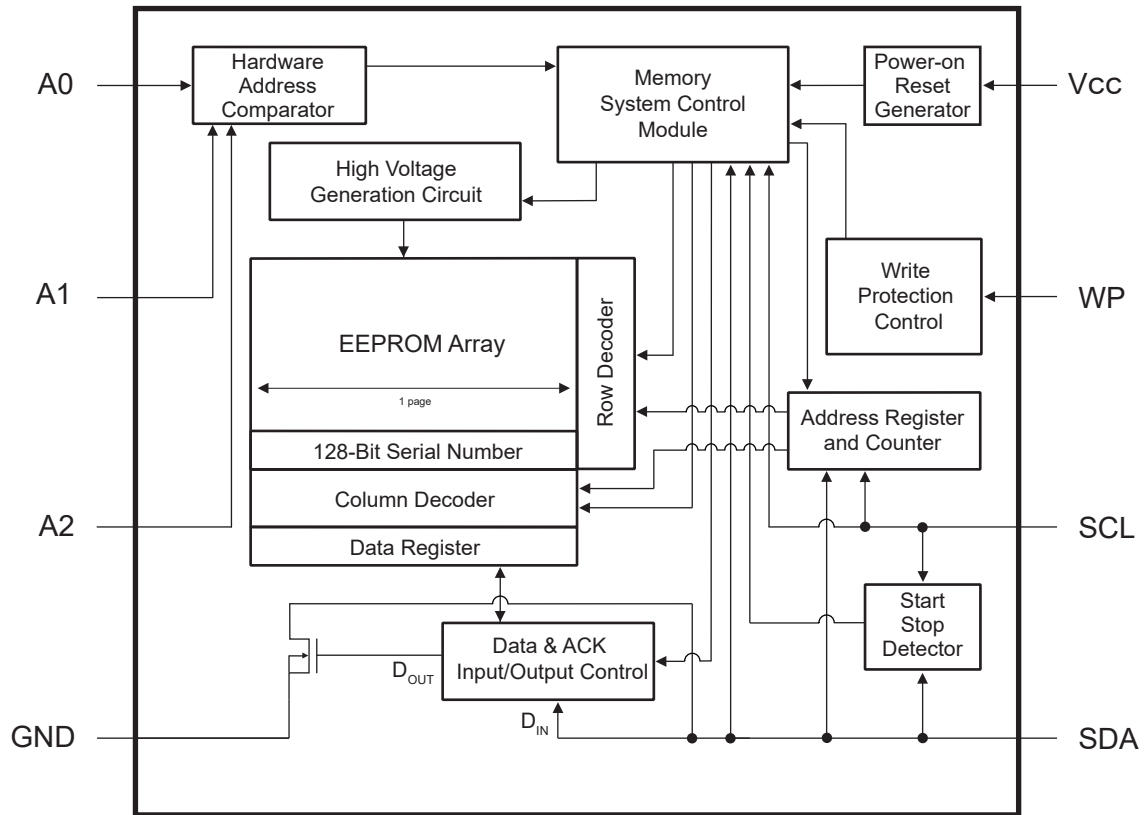 A0
Hardware
Address
Comparator
Memory
System Control
Module
Power-on
Reset
Generator
Vcc
High Voltage
Generation Circuit
A1
EEPROM Array
1 page
Row Decoder
Write
Protection
Control
WP
128-Bit Serial Number
Address Register
and Counter
Column Decoder
A2
SCL
Data Register
Start
Stop
Detector
Data & ACK
Input/Output Control
DOUT
DIN
GND
SDA